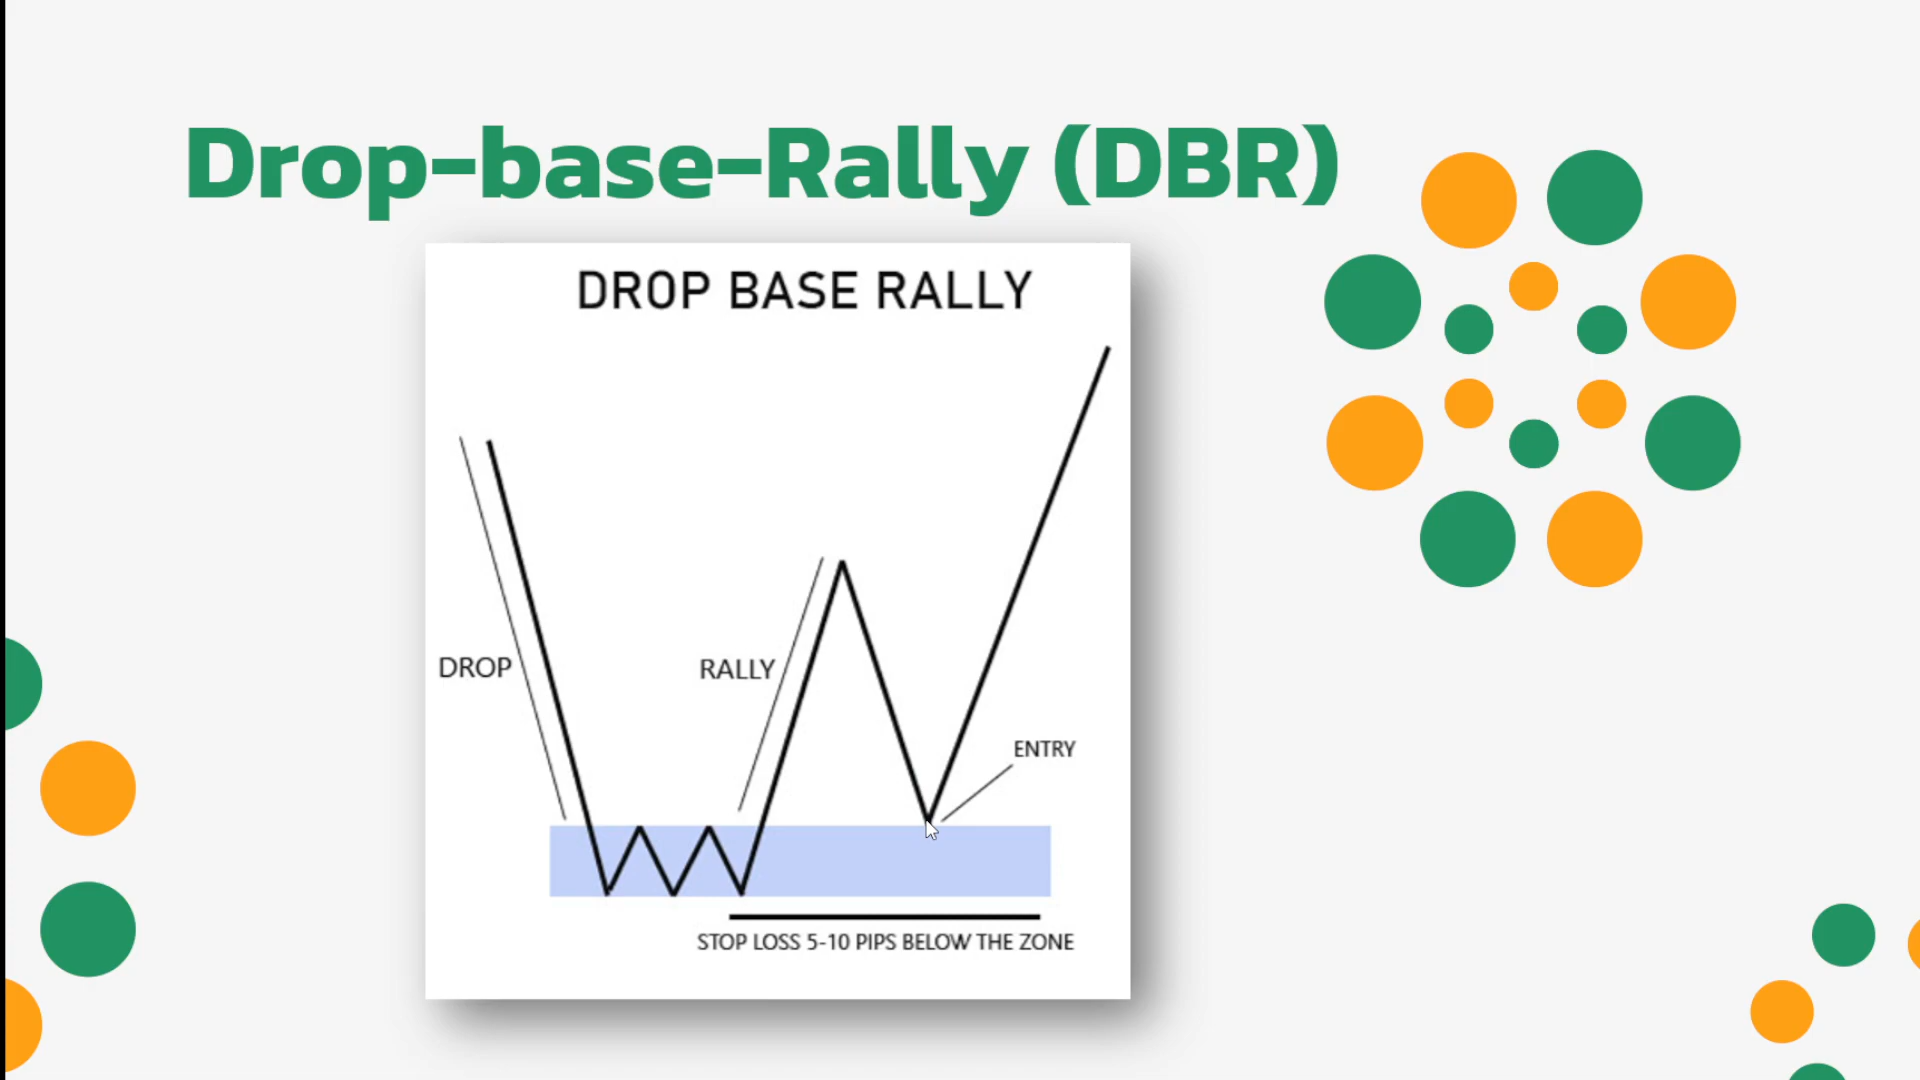 Drop-base-Rally (DBR)
DROP BASE RALLY
DROP
RALLY
ENTRY
STOP LOSS 5-10 PIPS BELOW THE ZONE